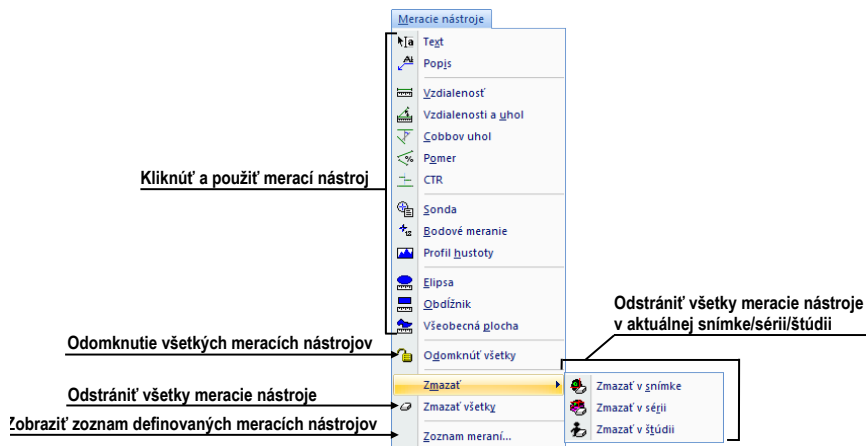 Meracie nástroje
Text
Popis
Vzdialenosť
Vzdialenosti a uhol
Cobbov uhol
Pomer
Kliknúť a použiť merací nástroj
CTR
Sonda
Bodové meranie
Profil hustoty
Elipsa
Obdĺžnik
Všeobecná plocha
Odstrániť všetky meracie nástroje
v aktuálnej snímke/sérii/štúdii
Odomknutie všetkých meracích nástrojov
Odomknúť všetky
Zmazať
Zmazať v snímke
Odstrániť všetky meracie nástroje
Zmazať všetky
Zmazať v sérii
Zobraziť zoznam definovaných meracích nástrojov
Zoznam meraní...
Zmazať v štúdii